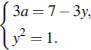 3a = 7 − 3y,
y² = 1.